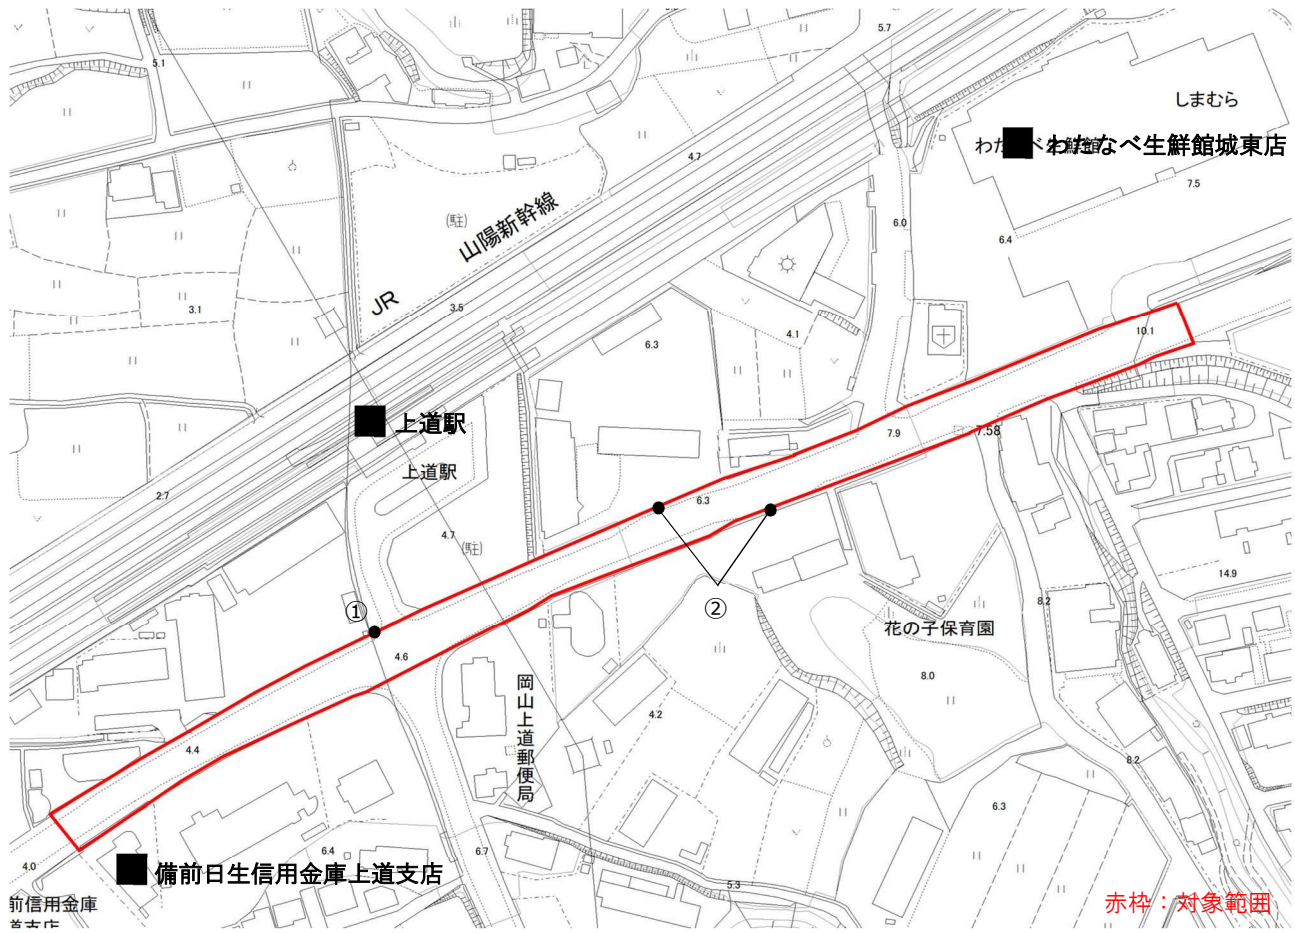 5.7
5.1
しまむら
わたなべ生鮮館城東店
4.7
7.5
(駐)
山陽新幹線
6.0
6.4
3.1
JR
3.5
6.3
4.1
10.1
上道駅
7.9
7.58
上道駅
2.7
6.3
4.7
(駐)
14.9
①
②
8.2
花の子保育園
4.6
8.0
岡山上道郵便局
4.2
4.4
8.2
6.3
4.0
6.4
6.7
備前日生信用金庫上道支店
5.3
前信用金庫
赤枠：対象範囲